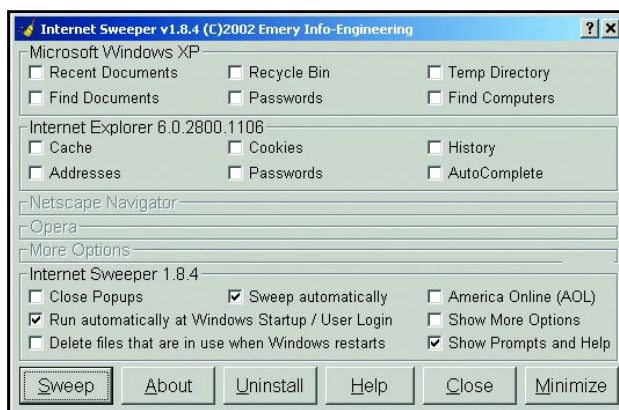 Internet Sweeper v1.8.4 (C)2002 Emery Info-Engineering
Microsoft Windows XP
Recent Documents Recycle Bin Temp Directory
Find Documents Passwords Find Computers
Internet Explorer 6.0.2800.1106
Cache Cookies History
Addresses Passwords AutoComplete
Netscape Navigator
Opera
More Options
Internet Sweeper 1.8.4
Close Popups Sweep automatically America Online (AOL)
Run automatically at Windows Startup / User Login Show More Options
Delete files that are in use when Windows restarts Show Prompts and Help
Sweep About Uninstall Help Close Minimize